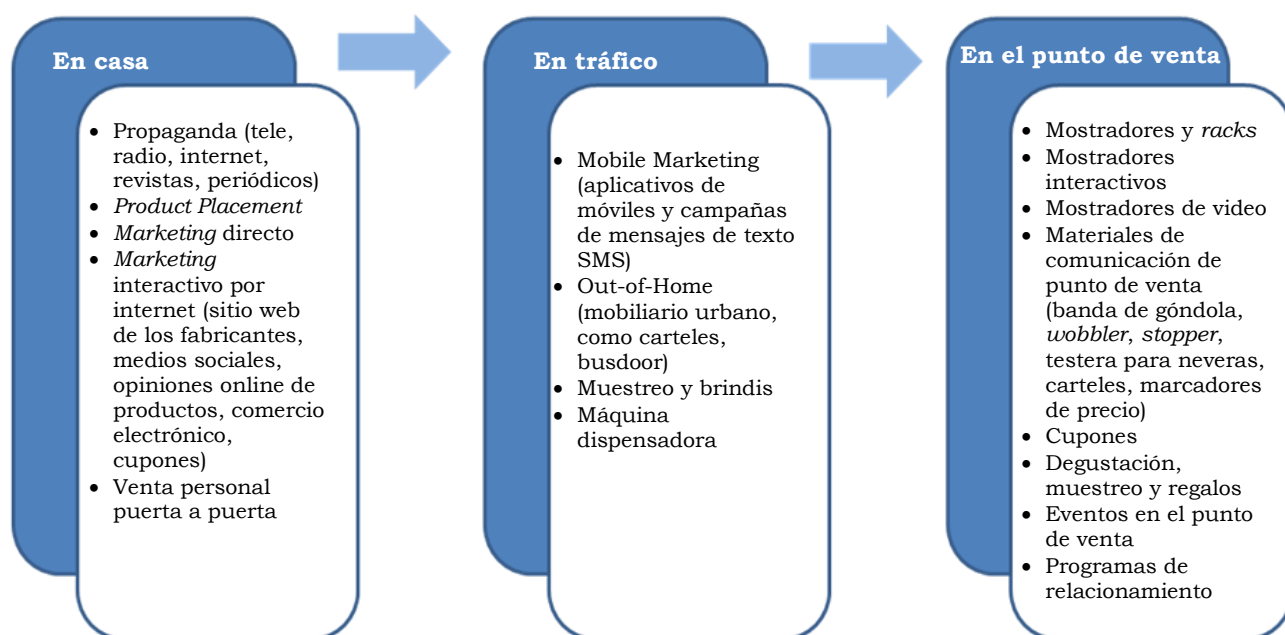 En casa
• Propaganda (tele,
radio, internet,
revistas, periódicos)
• Product Placement
• Marketing directo
• Marketing
interactivo por
internet (sitio web
de los fabricantes,
medios sociales,
opiniones online de
productos, comercio
electrónico,
cupones)
• Venta personal
puerta a puerta
En tráfico
• Mobile Marketing
(aplicativos de
móviles y campañas
de mensajes de texto
SMS)
• Out-of-Home
(mobiliario urbano,
como carteles,
busdoor)
• Muestreo y brindis
• Máquina
dispensadora
En el punto de venta
• Mostradores y racks
• Mostradores
interactivos
• Mostradores de video
• Materiales de
comunicación de
punto de venta
(banda de góndola,
wobbler, stopper,
testera para neveras,
carteles, marcadores
de precio)
• Cupones
• Degustación,
muestreo y regalos
• Eventos en el punto
de venta
• Programas de
relacionamiento